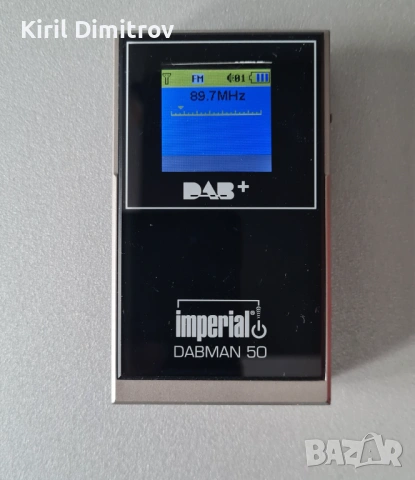 Kiril Dimitrov
FM 01
89.7MHz
DAB+
imperial®
DABMAN 50
BAZAR